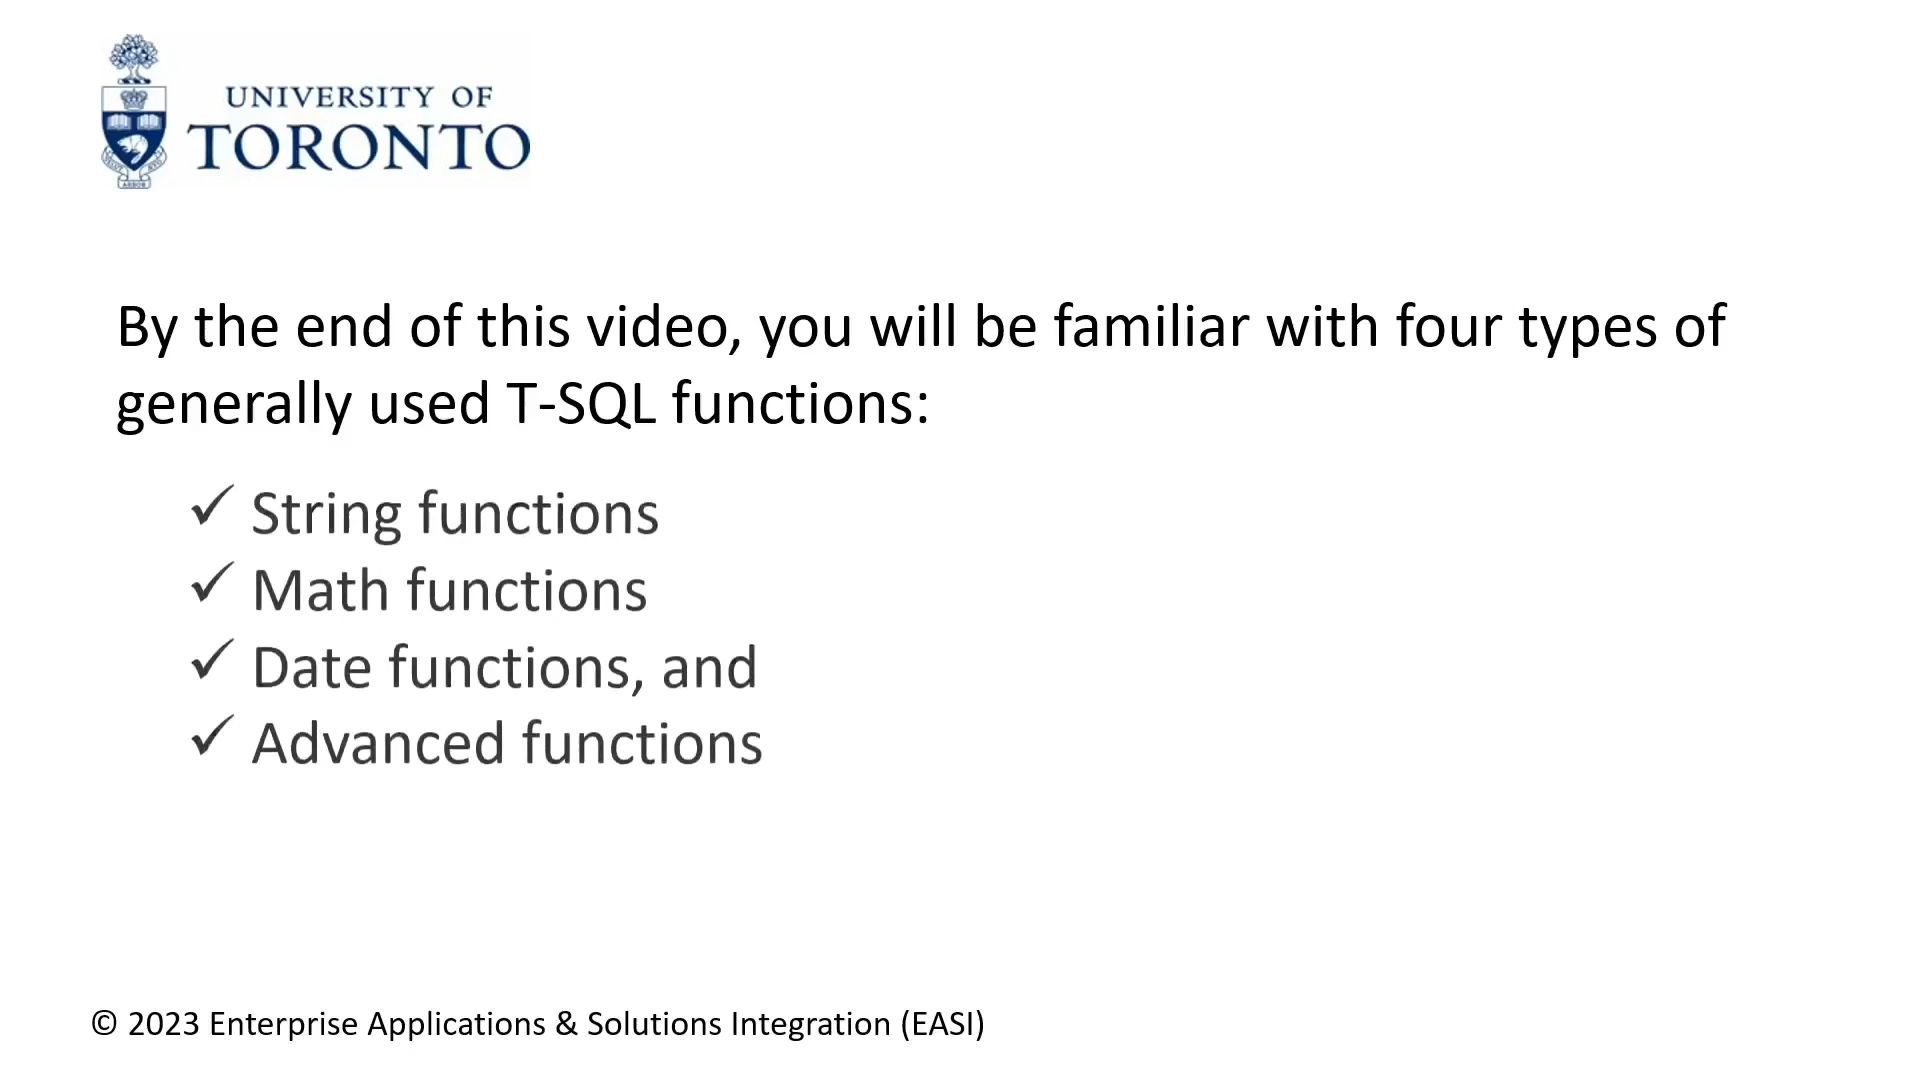 UNIVERSITY OF
TORONTO
By the end of this video, you will be familiar with four types of
generally used T-SQL functions:
✓ String functions
✓ Math functions
✓ Date functions, and
✓ Advanced functions
© 2023 Enterprise Applications & Solutions Integration (EASI)